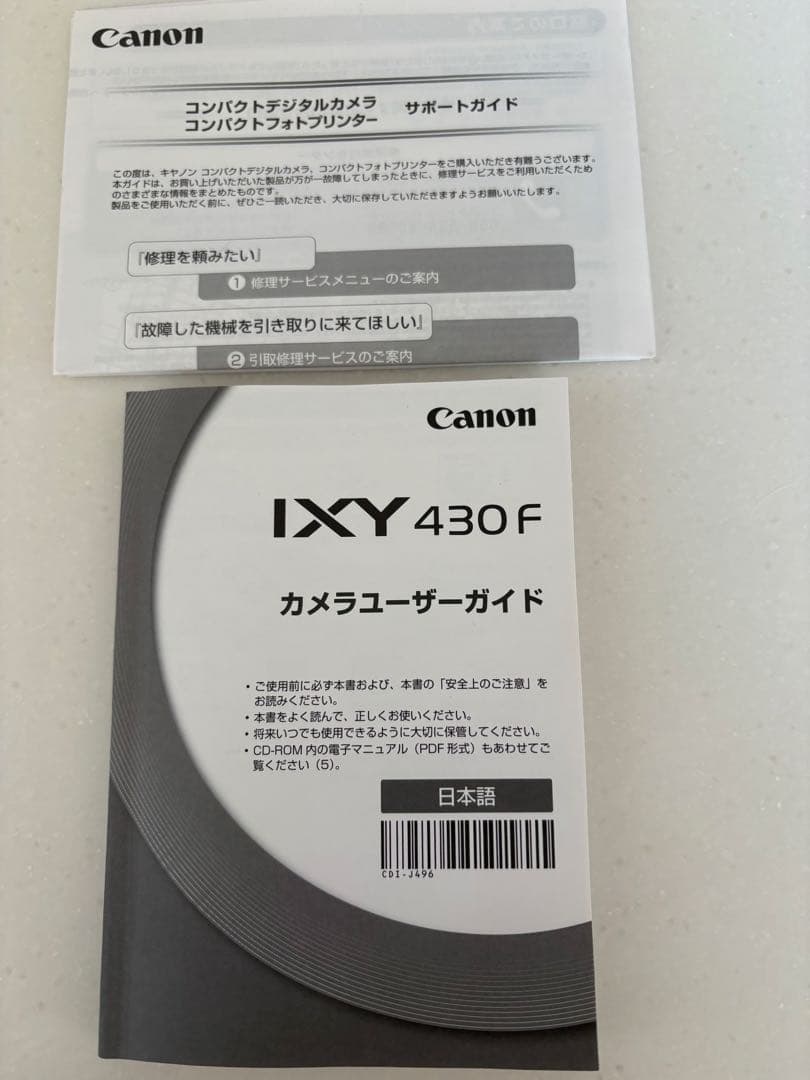 Canon
コンパクトデジタルカメラ
コンパクトフォトプリンター
サポートガイド
この度は、キヤノン コンパクトデジタルカメラ、コンパクトフォトプリンターをご購入いただき有難うございます。
本ガイドは、お買い上げいただいた製品が万が一故障してしまったときに、修理サービスをご利用いただくため
のさまざまな情報をまとめたものです。
製品をご使用いただく前に、ぜひご一読いただき、大切に保存していただきますようお願いいたします。
『修理を頼みたい』
① 修理サービスメニューのご案内
『故障した機械を引き取りに来てほしい』
② 引取修理サービスのご案内
Canon
IXY 430F
カメラユーザーガイド
・ご使用前に必ず本書および、本書の「安全上のご注意」を
お読みください。
・本書をよく読んで、正しくお使いください。
・将来いつでも使用できるように大切に保管してください。
・CD-ROM 内の電子マニュアル（PDF 形式）もあわせてご
覧ください（5）。
日本語
CDI-J496